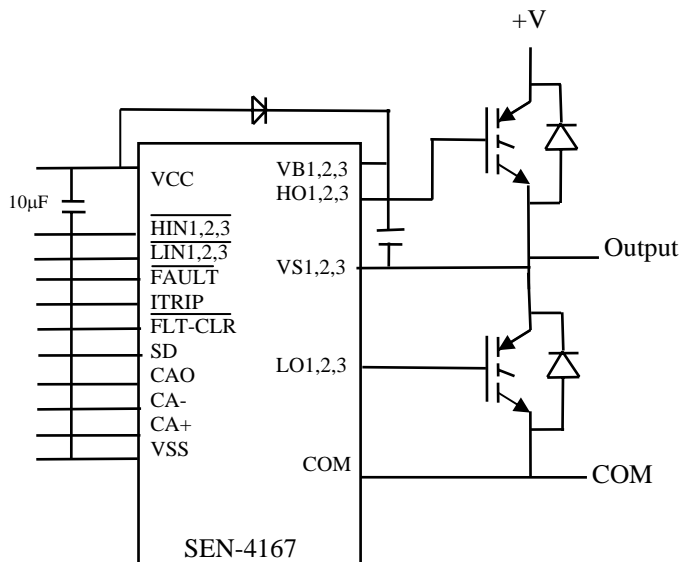 +V
VCC
10µF
VB1,2,3
HO1,2,3
HIN1,2,3
LIN1,2,3
FAULT
ITRIP
FLT-CLR
SD
CAO
CA-
CA+
VSS
VS1,2,3
Output
LO1,2,3
COM
COM
SEN-4167